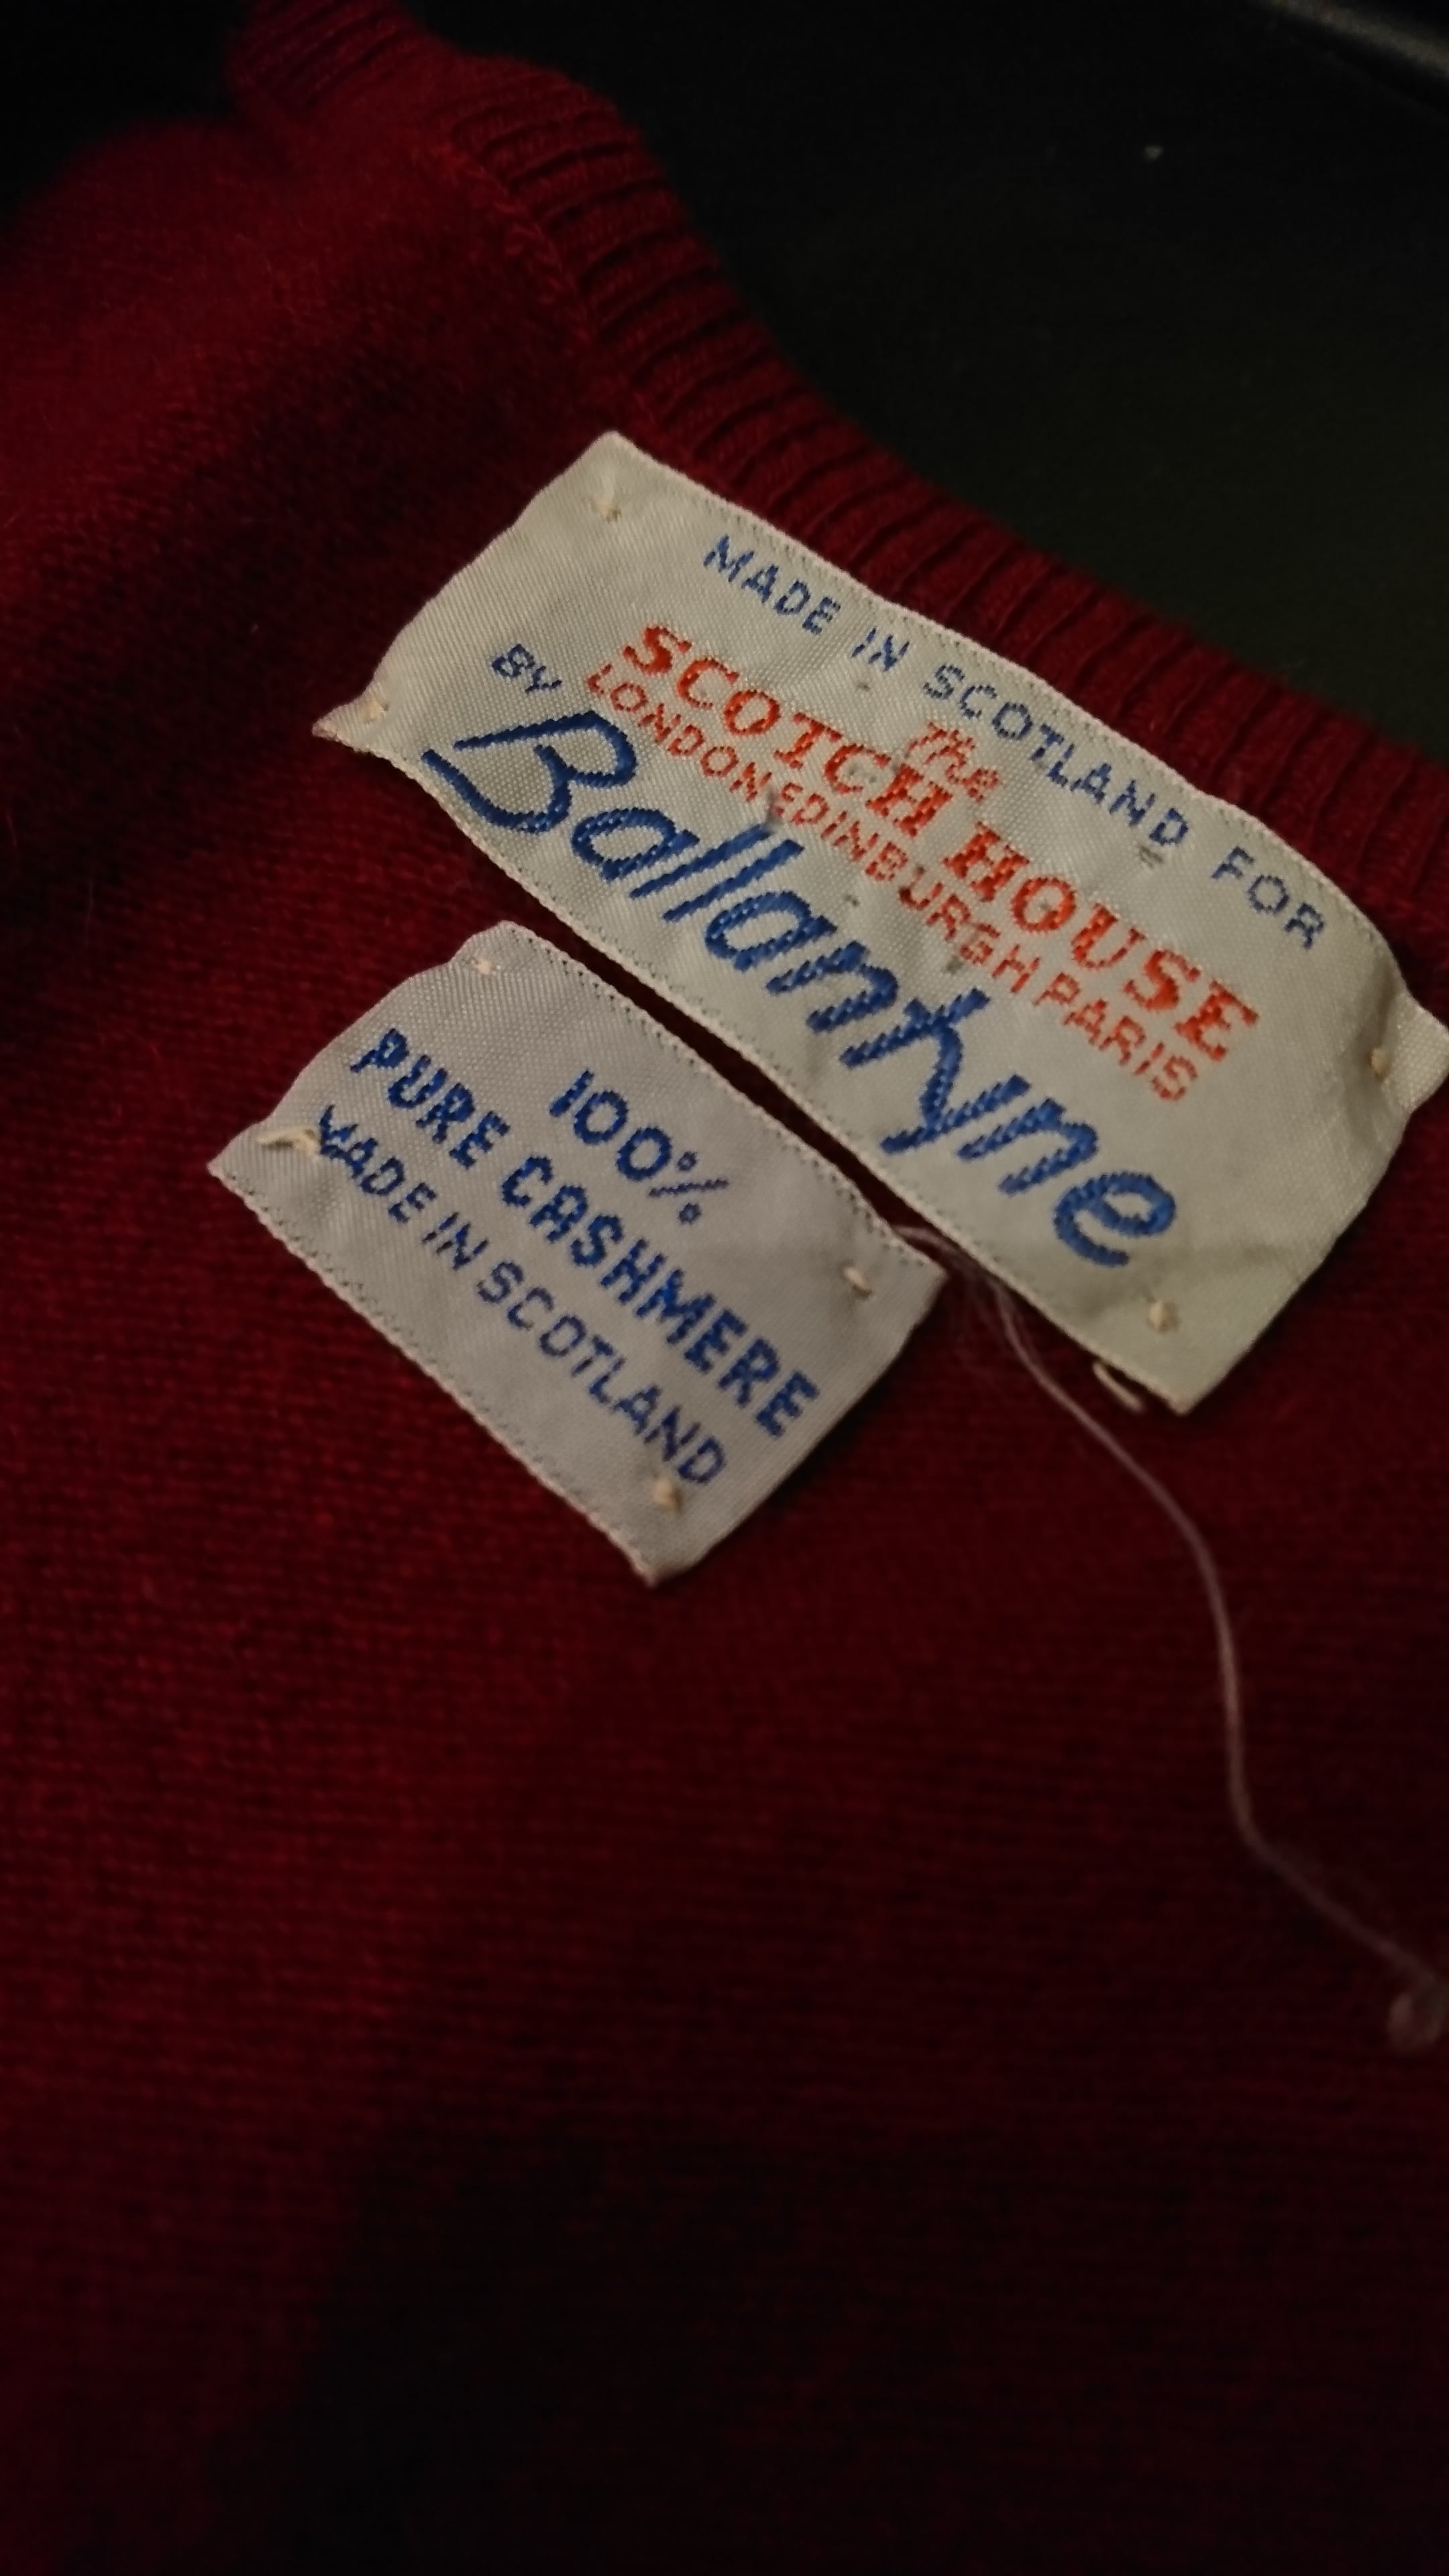 MADE IN SCOTLAND FOR
The
SCOTCH HOUSE
LONDON EDINBURGH PARIS
BY Ballantyne
100%
PURE CASHMERE
MADE IN SCOTLAND